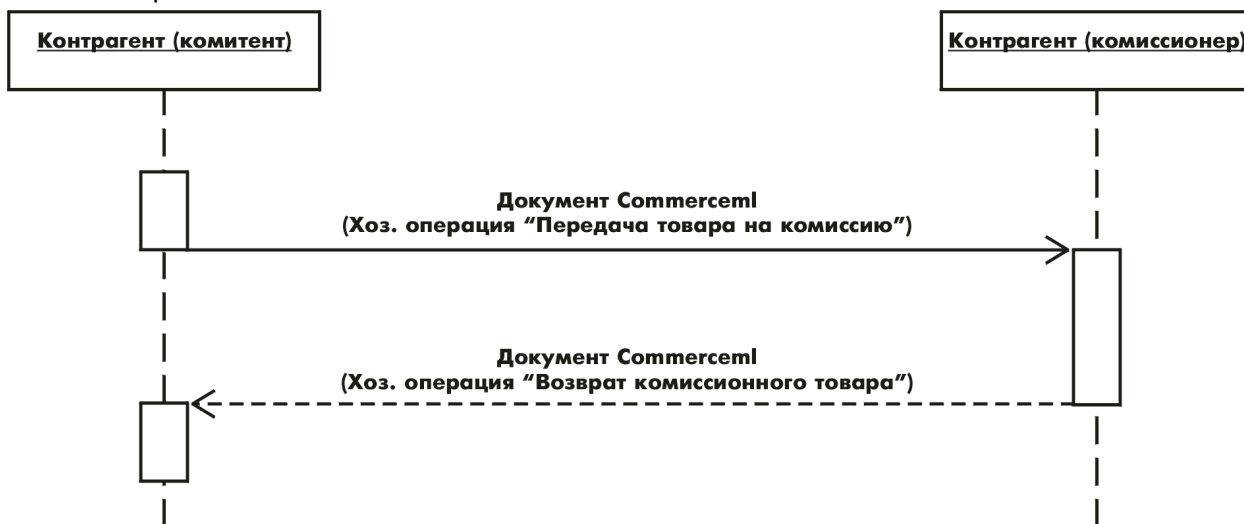 Контрагент (комитент)
Контрагент (комиссионер)
Документ Commerceml
(Хоз. операция “Передача товара на комиссию”)
Документ Commerceml
(Хоз. операция “Возврат комиссионного товара”)